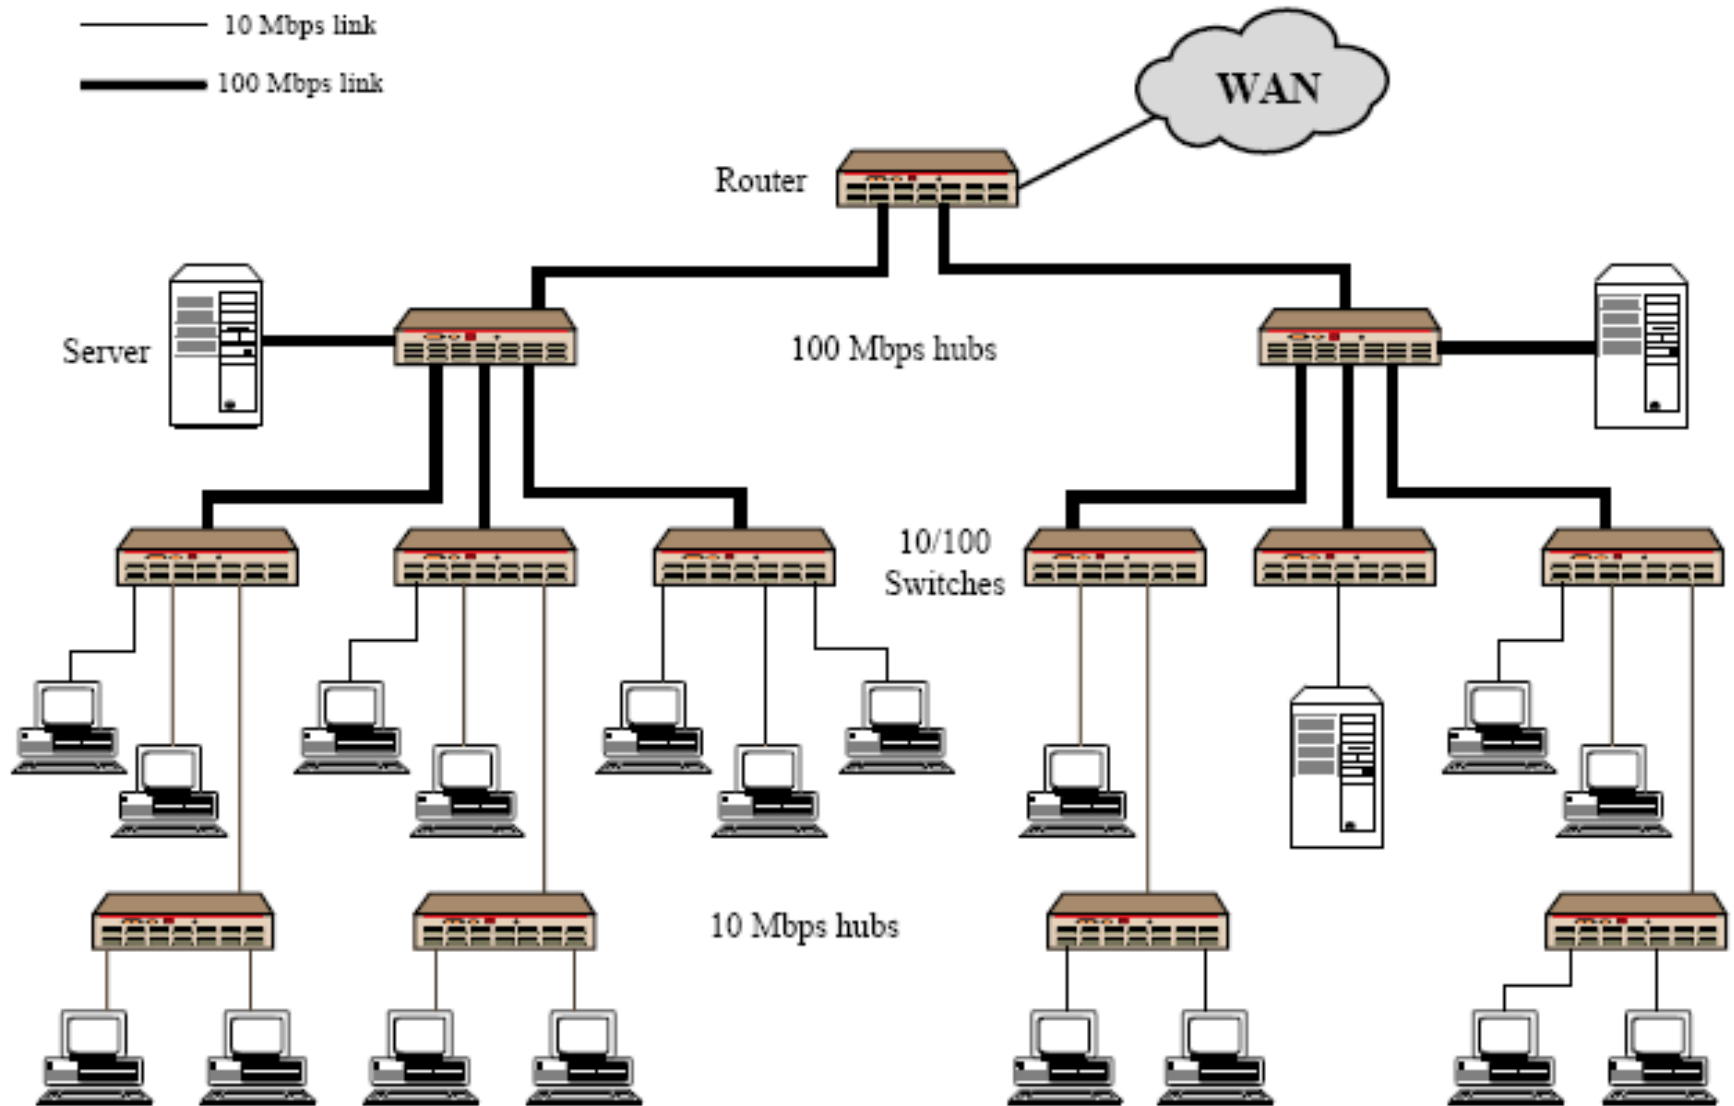 10 Mbps link
100 Mbps link
WAN
Router
Server
100 Mbps hubs
10/100
Switches
10 Mbps hubs